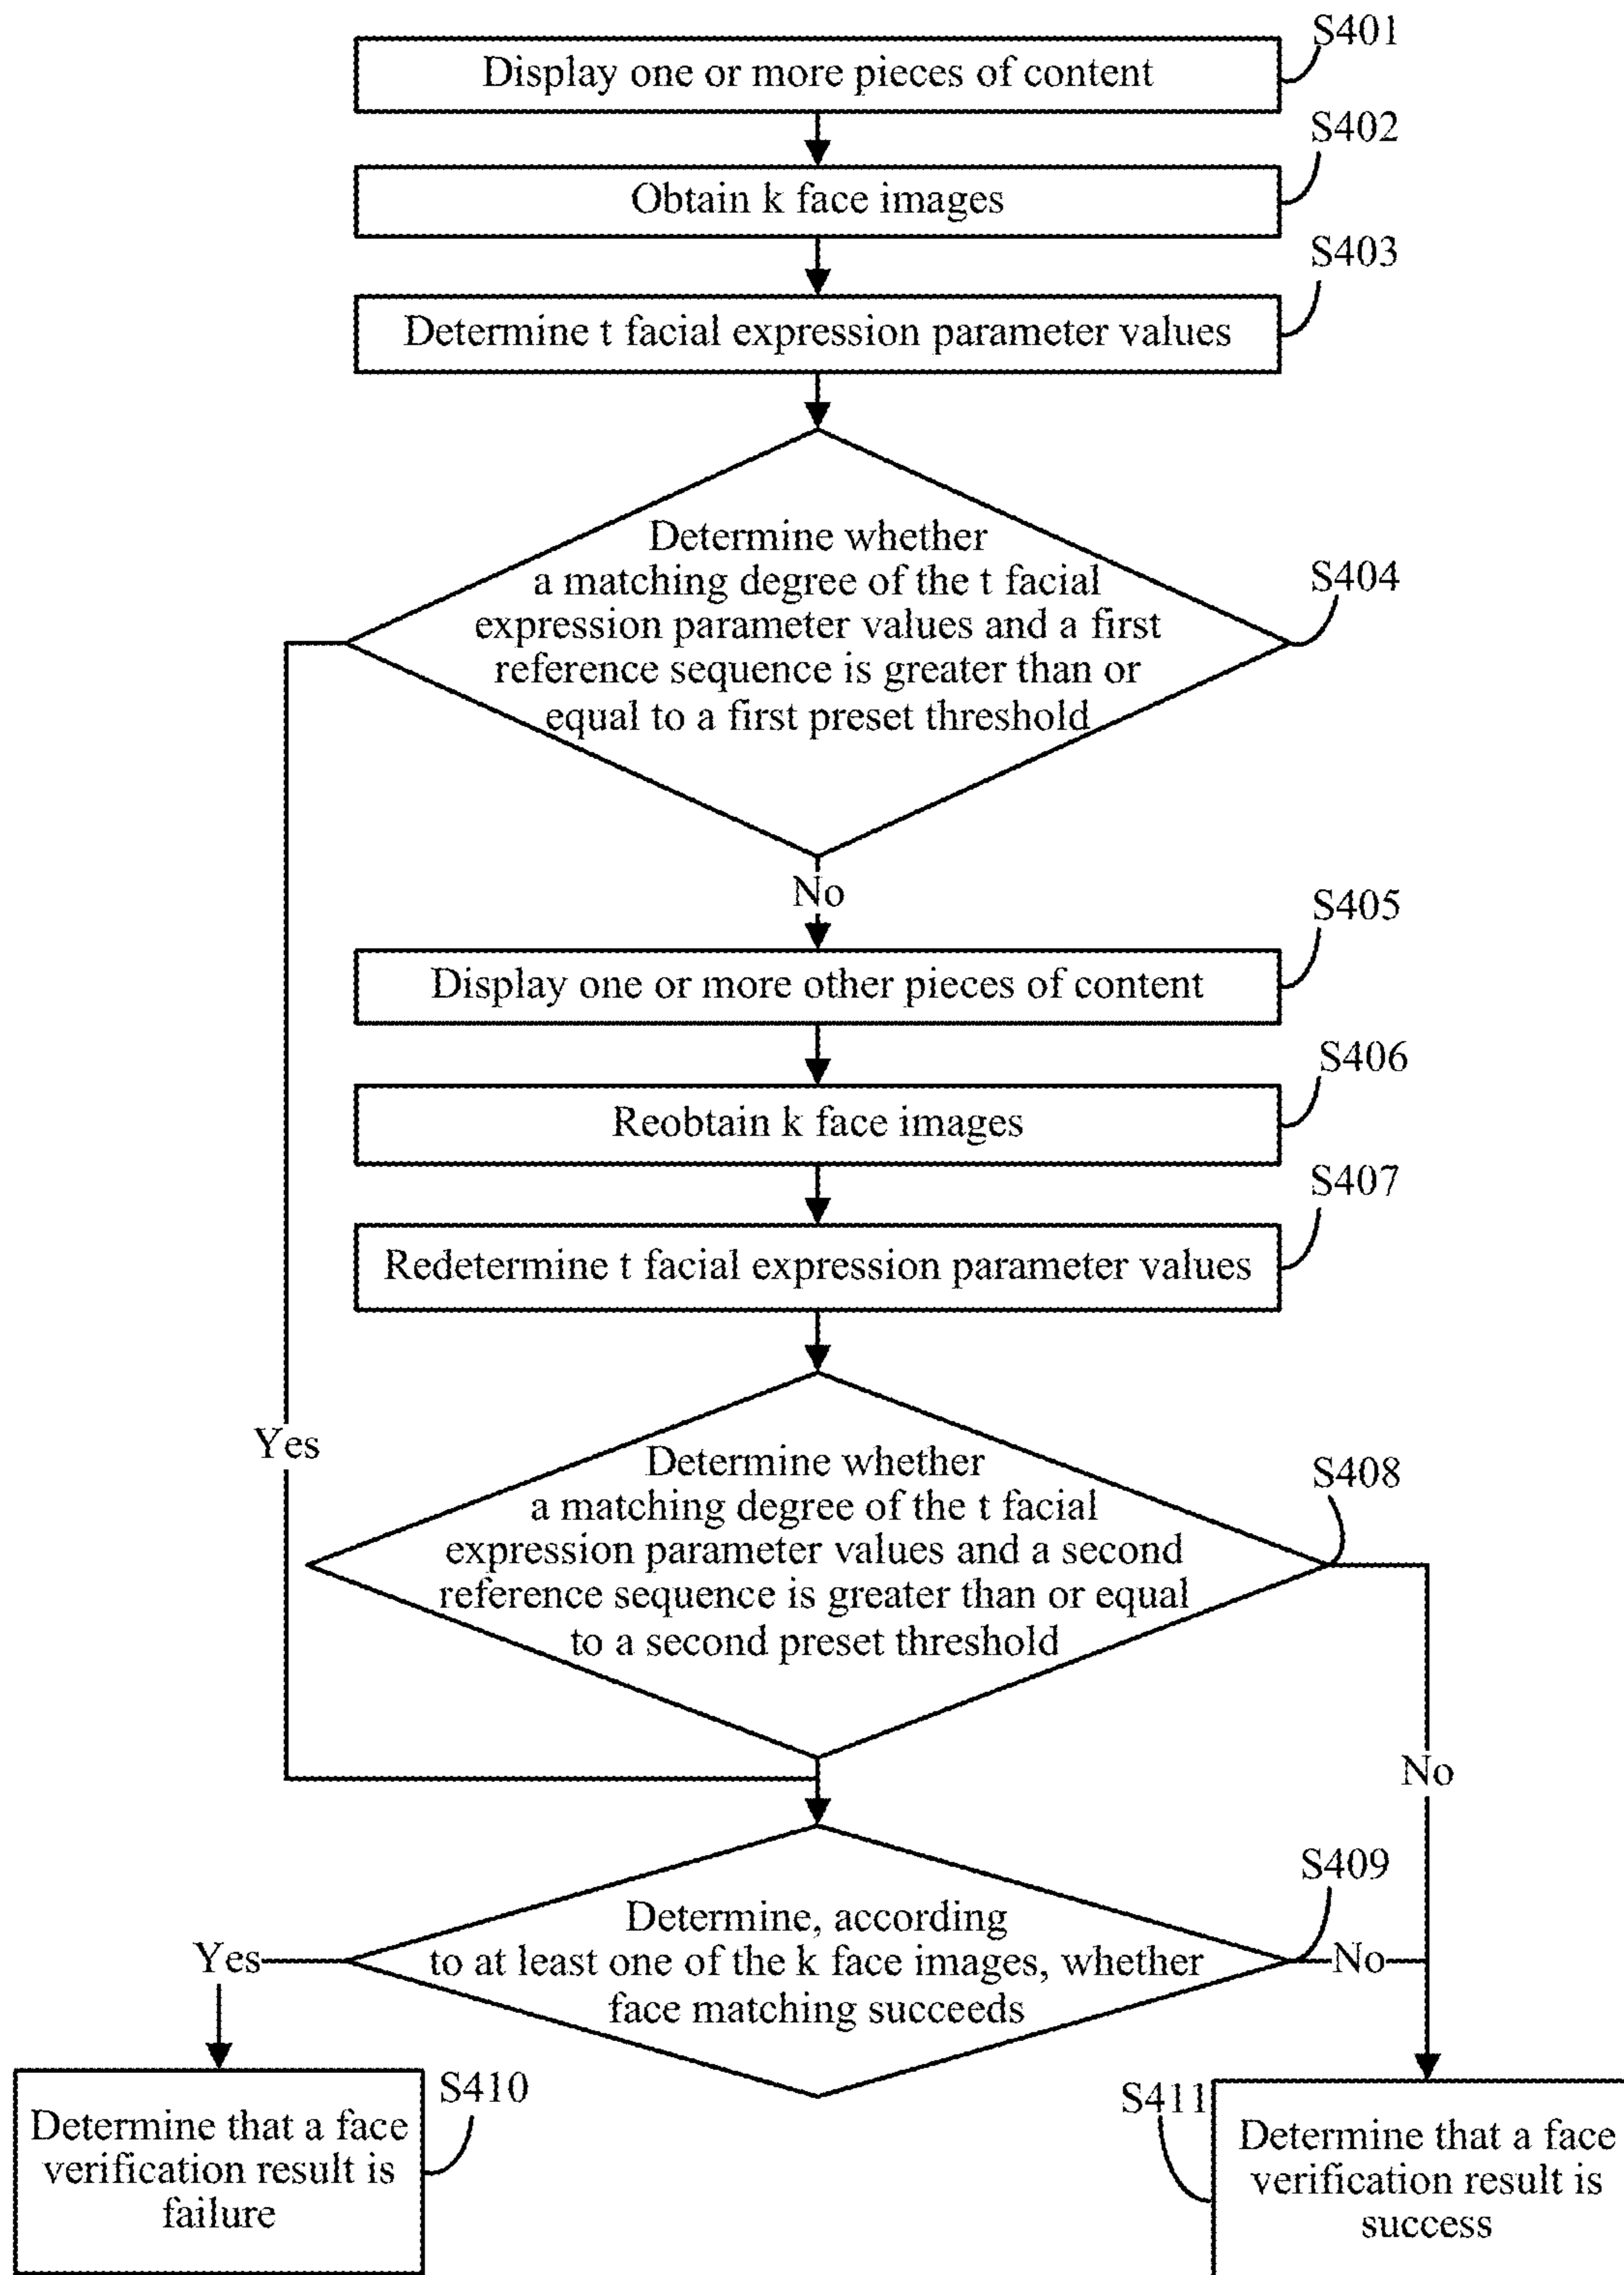 S401
Display one or more pieces of content
S402
Obtain k face images
S403
Determine t facial expression parameter values
Determine whether
a matching degree of the t facial
expression parameter values and a first
reference sequence is greater than or
equal to a first preset threshold
S404
No
S405
Display one or more other pieces of content
S406
Reobtain k face images
S407
Redetermine t facial expression parameter values
Yes
Determine whether
a matching degree of the t facial
expression parameter values and a second
reference sequence is greater than or equal
to a second preset threshold
S408
No
S409
Determine, according
to at least one of the k face images, whether
face matching succeeds
Yes
No
S410
Determine that a face
verification result is
failure
S411
Determine that a face
verification result is
success